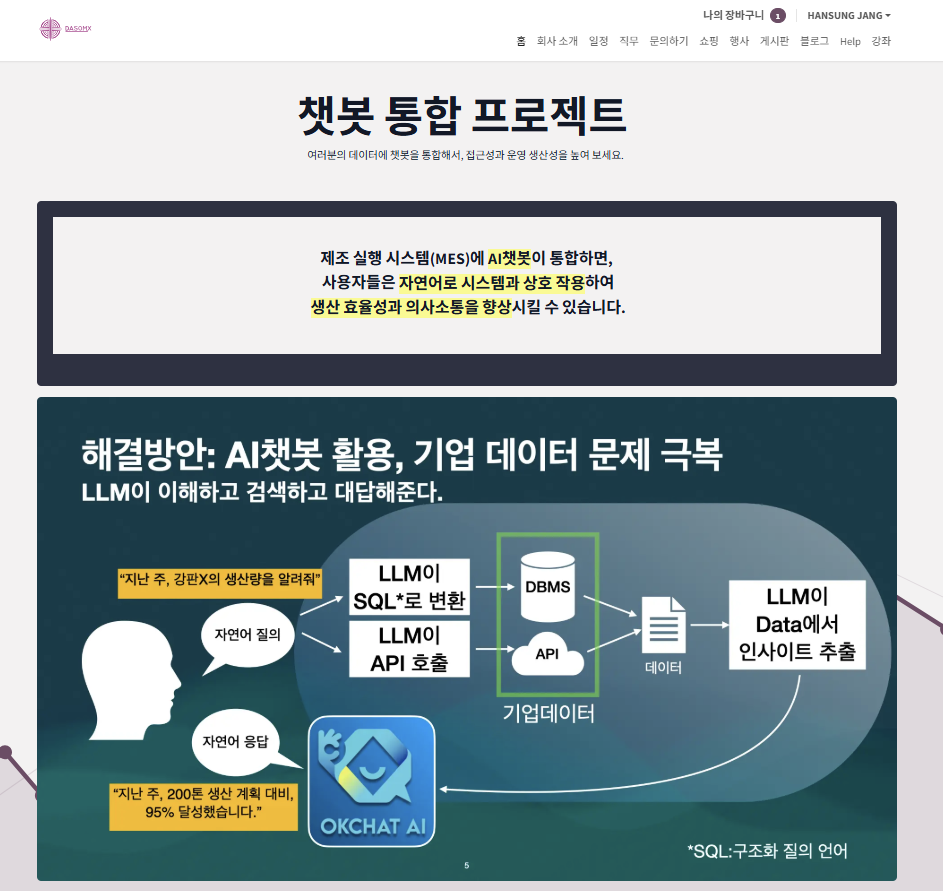 DASOMX
나의 장바구니 1
HANSUNG JANG
홈 회사 소개 일정 직무 문의하기 쇼핑 행사 게시판 블로그 Help 강좌
챗봇 통합 프로젝트
여러분의 데이터에 챗봇을 통합해서, 접근성과 운영 생산성을 높여 보세요.
제조 실행 시스템(MES)에 AI챗봇이 통합하면,
사용자들은 자연어로 시스템과 상호 작용하여
생산 효율성과 의사소통을 향상시킬 수 있습니다.
해결방안: AI챗봇 활용, 기업 데이터 문제 극복
LLM이 이해하고 검색하고 대답해준다.
“지난 주, 강판X의 생산량을 알려줘”
자연어 질의
LLM이
SQL*로 변환
LLM이
API 호출
DBMS
API
기업데이터
데이터
LLM이
Data에서
인사이트 추출
자연어 응답
“지난 주, 200톤 생산 계획 대비,
95% 달성했습니다.”
OKCHAT AI
*SQL:구조화 질의 언어
5